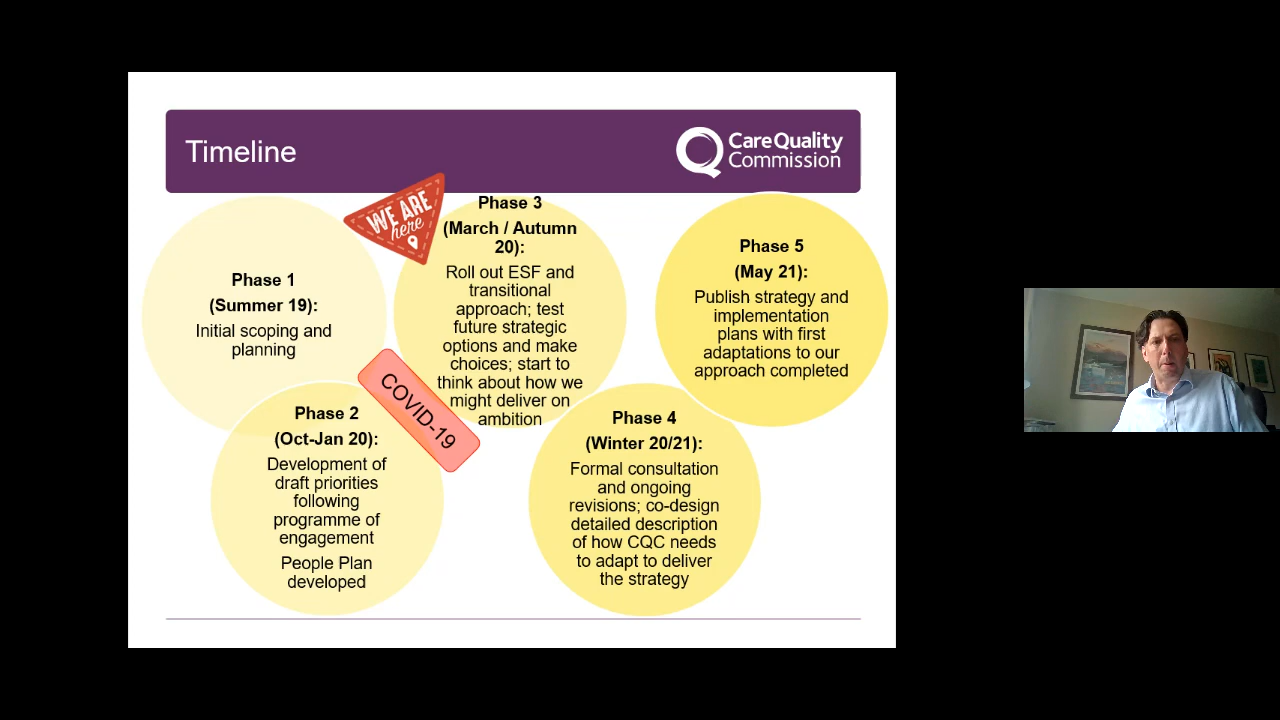 Timeline
CareQuality
Commission
WE ARE
here
Phase 1
(Summer 19):
Initial scoping and
planning
Phase 2
(Oct-Jan 20):
Development of
draft priorities
following
programme of
engagement
People Plan
developed
COVID-19
Phase 3
(March / Autumn
20):
Roll out ESF and
transitional
approach; test
future strategic
options and make
choices; start to
think about how we
might deliver on
ambition
Phase 4
(Winter 20/21):
Formal consultation
and ongoing
revisions; co-design
detailed description
of how CQC needs
to adapt to deliver
the strategy
Phase 5
(May 21):
Publish strategy and
implementation
plans with first
adaptations to our
approach completed